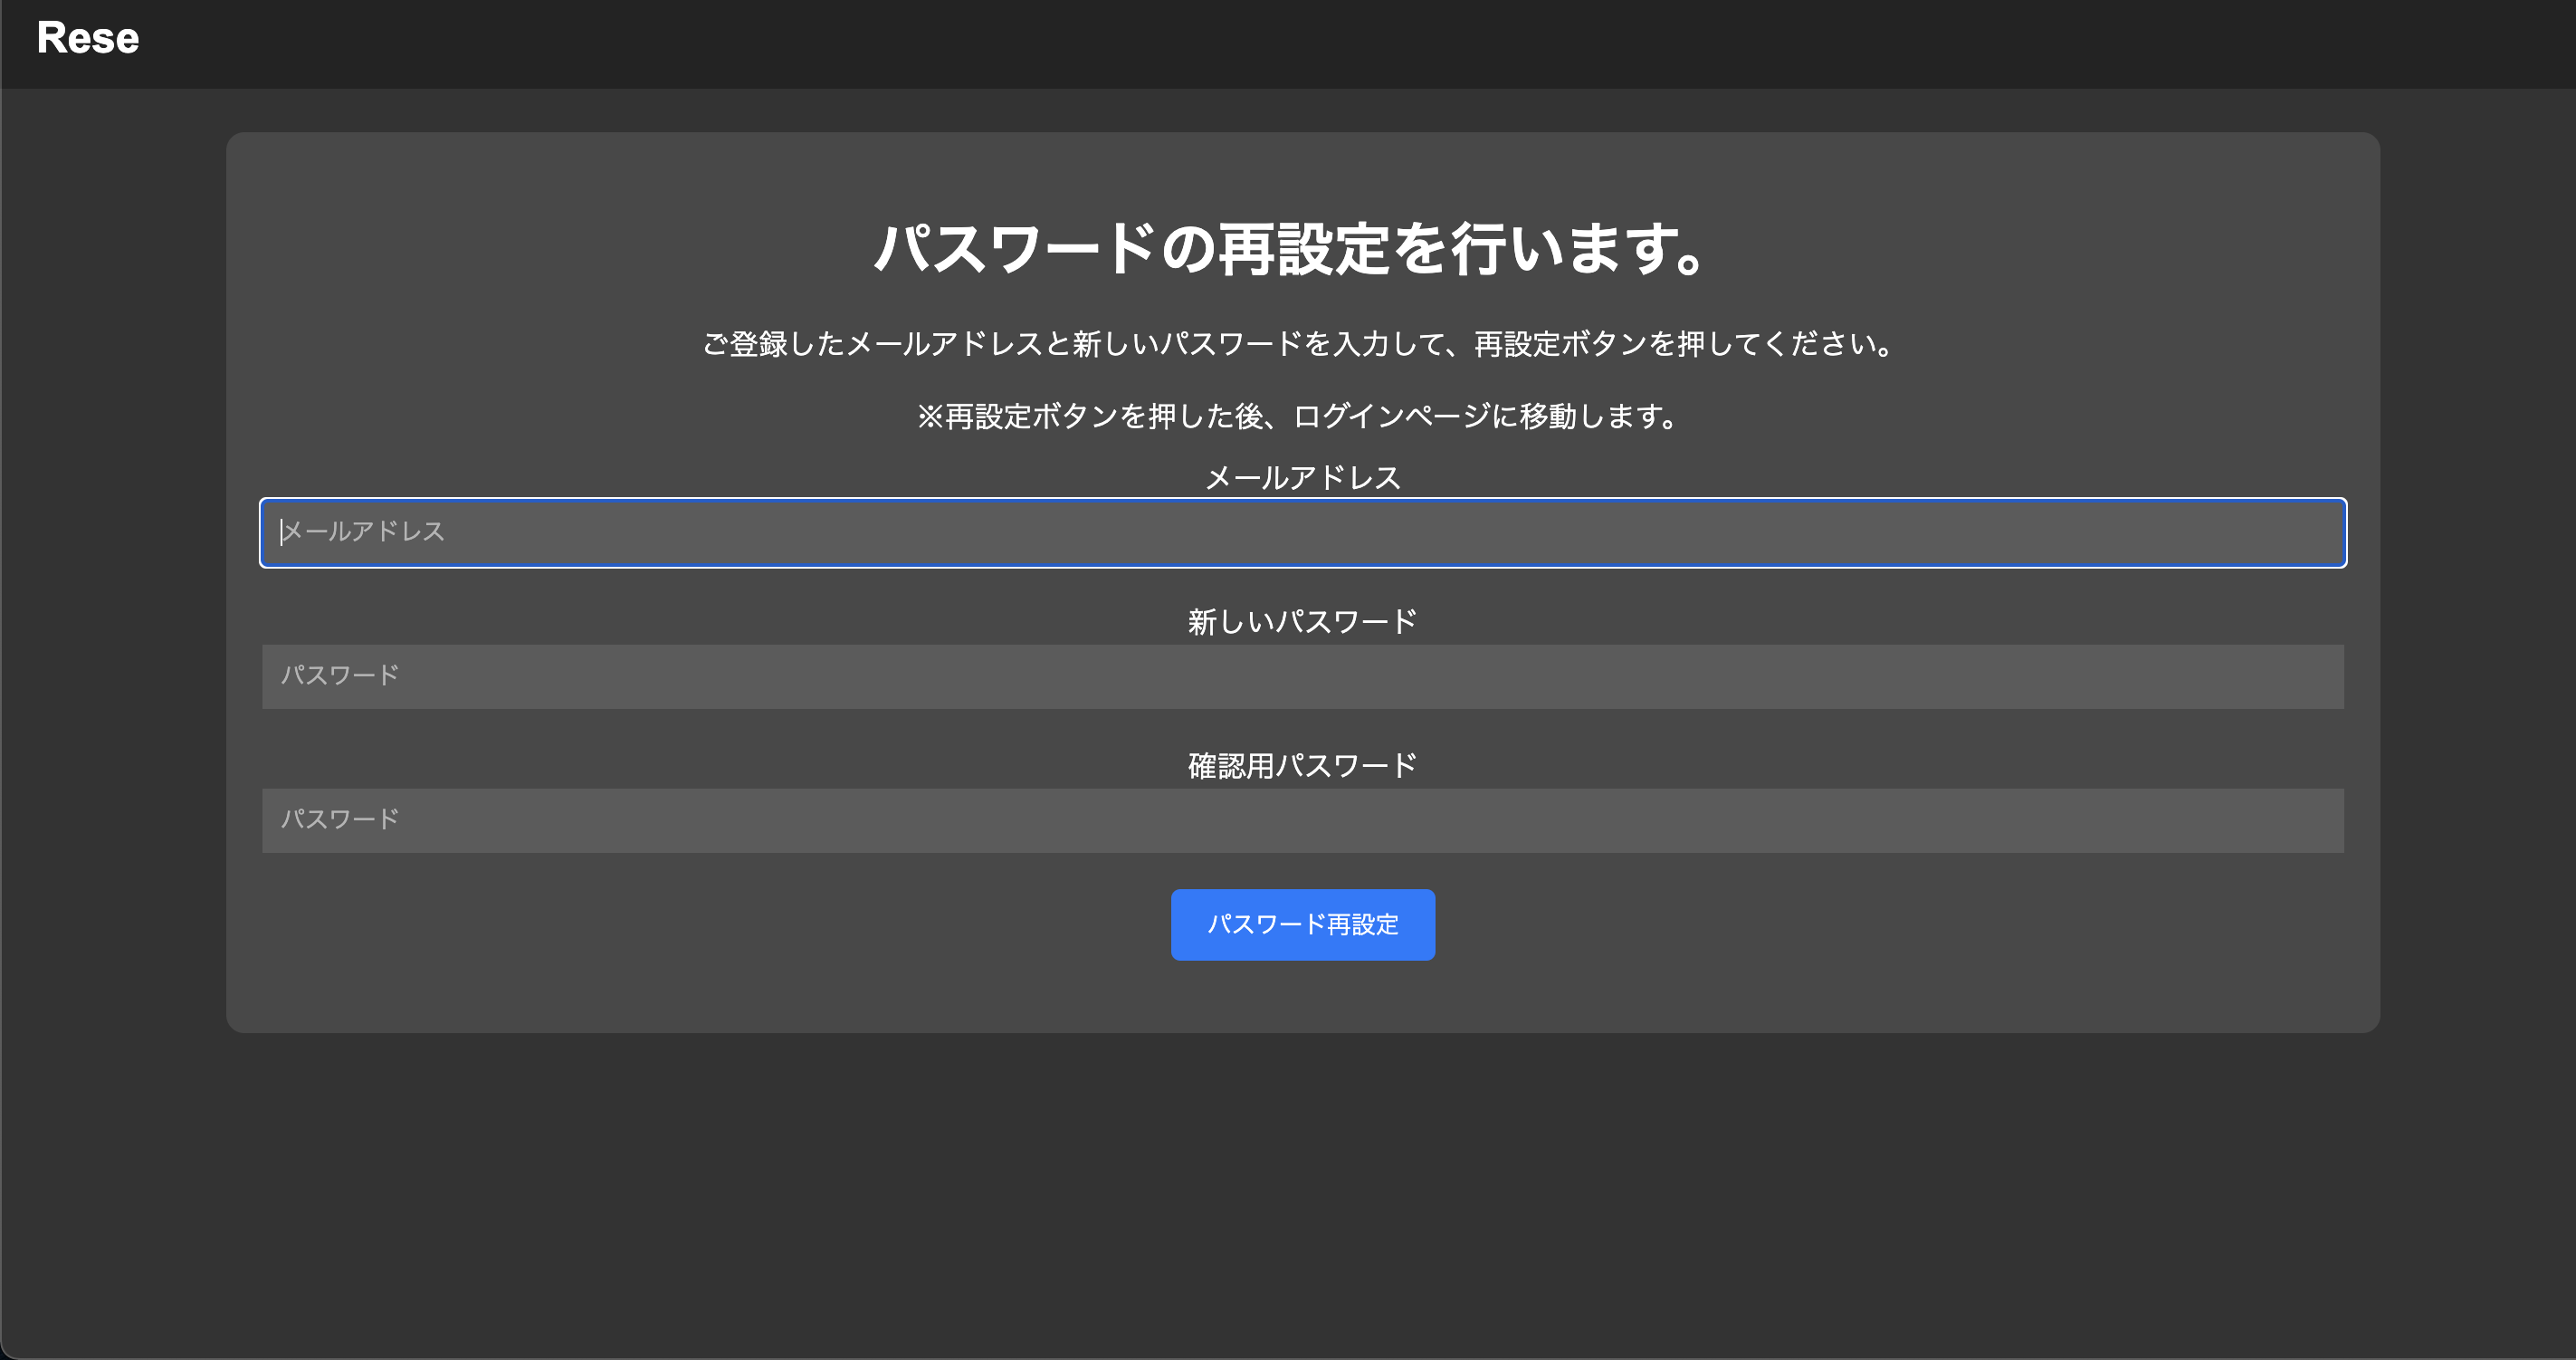 Rese
パスワードの再設定を行います。
ご登録したメールアドレスと新しいパスワードを入力して、再設定ボタンを押してください。
※再設定ボタンを押した後、ログインページに移動します。
メールアドレス
メールアドレス
新しいパスワード
パスワード
確認用パスワード
パスワード
パスワード再設定